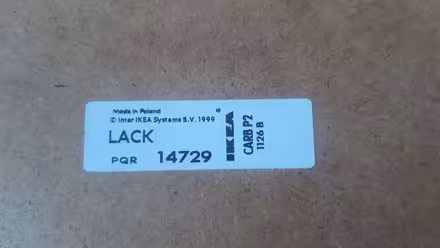 Made in Poland
© Inter IKEA Systems B.V. 1999
LACK
PQR 14729
IKEA
CARB P2
1126 B